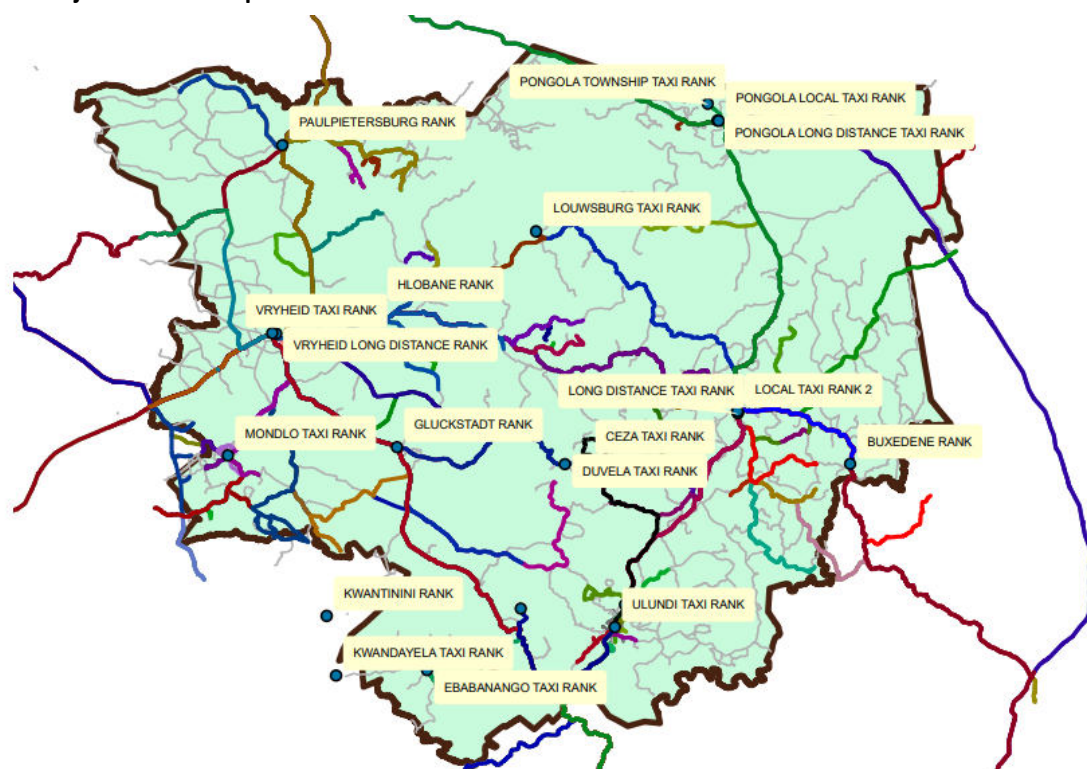 PONGOLA TOWNSHIP TAXI RANK
PONGOLA LOCAL TAXI RANK
PAULPIETERSBURG RANK
PONGOLA LONG DISTANCE TAXI RANK
LOUWSBURG TAXI RANK
HLOBANE RANK
VRYHEID TAXI RANK
VRYHEID LONG DISTANCE RANK
LONG DISTANCE TAXI RANK
LOCAL TAXI RANK 2
GLUCKSTADT RANK
MONDLO TAXI RANK
CEZA TAXI RANK
BUXEDENE RANK
DUVELA TAXI RANK
KWANTININI RANK
ULUNDI TAXI RANK
KWANDAYELA TAXI RANK
EBABANANGO TAXI RANK